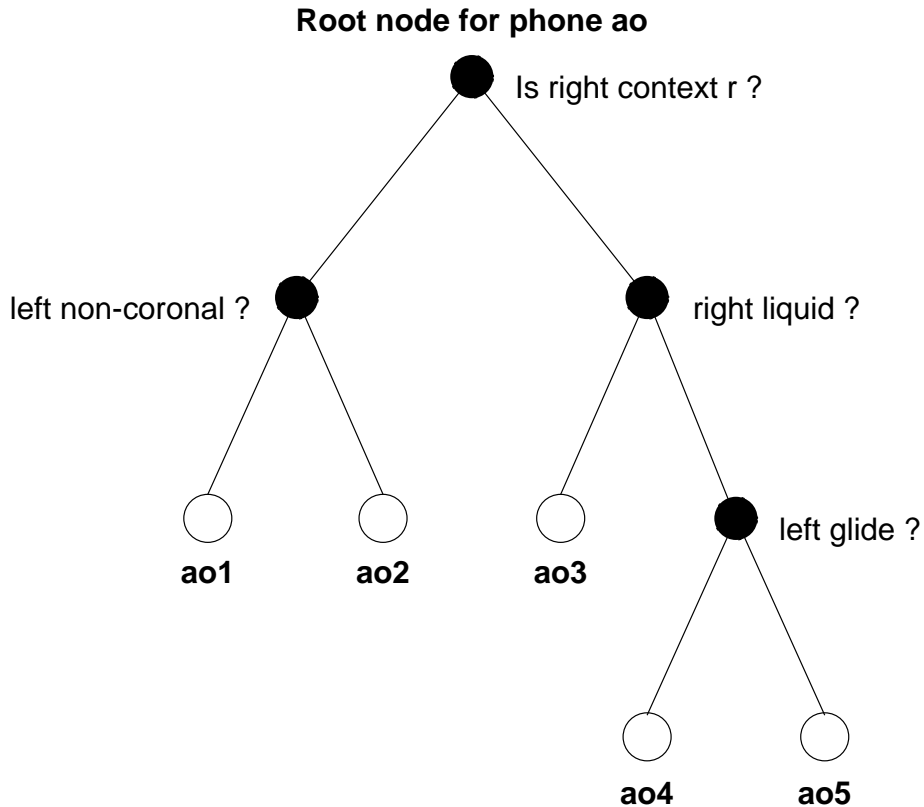 Root node for phone ao
Is right context r ?
left non-coronal ?
right liquid ?
ao1
ao2
ao3
left glide ?
ao4
ao5